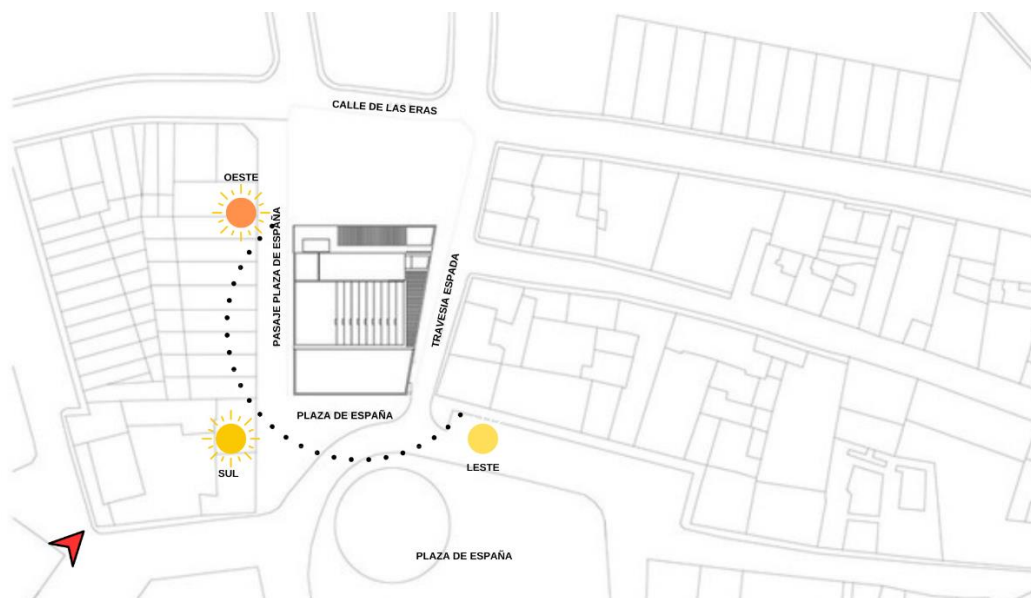 CALLE DE LAS ERAS
OESTE
PASAJE PLAZA DE ESPAÑA
TRAVESIA ESPADA
PLAZA DE ESPAÑA
SUL
LESTE
PLAZA DE ESPAÑA